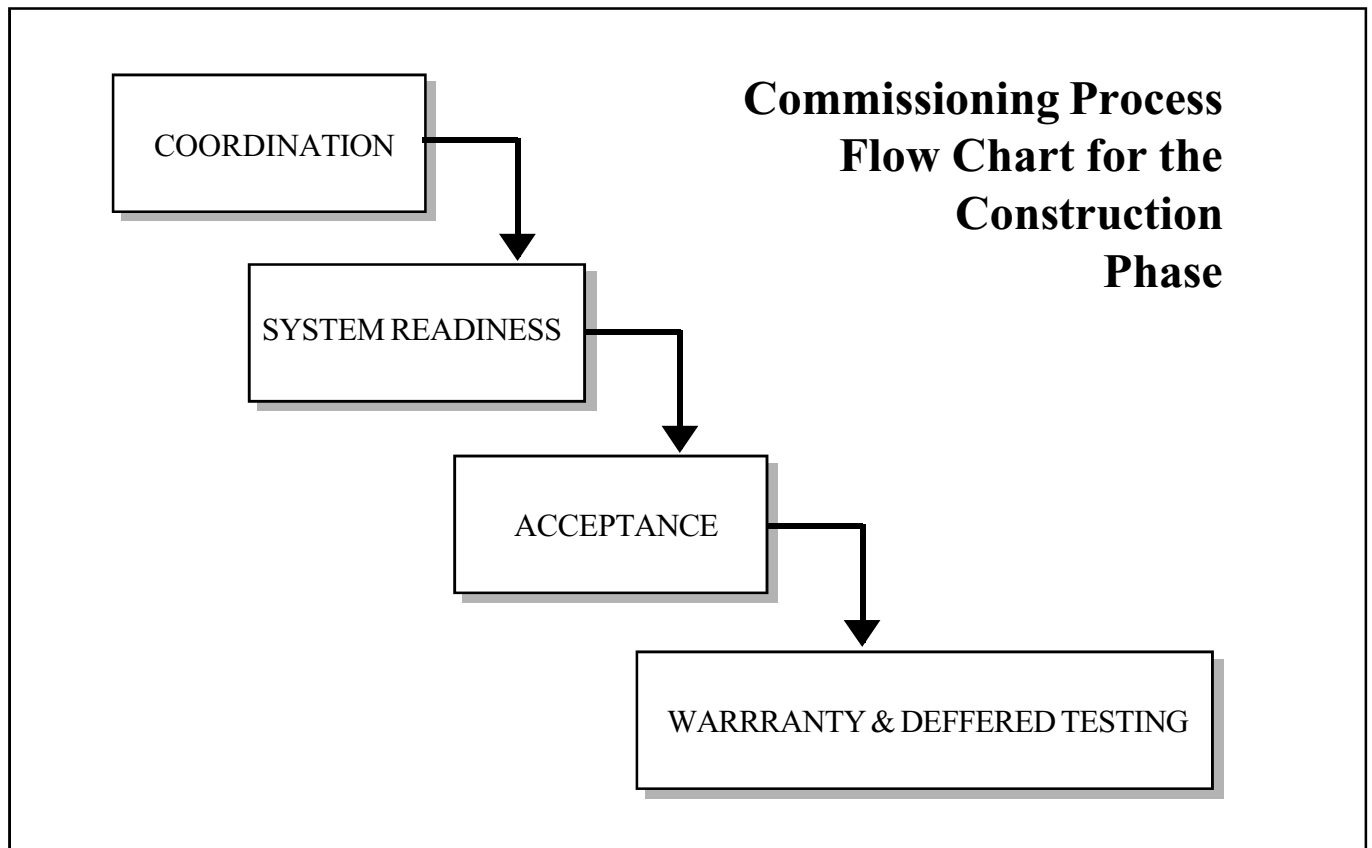 Commissioning Process
Flow Chart for the
Construction
Phase
COORDINATION
SYSTEM READINESS
ACCEPTANCE
WARRRANTY & DEFFERED TESTING